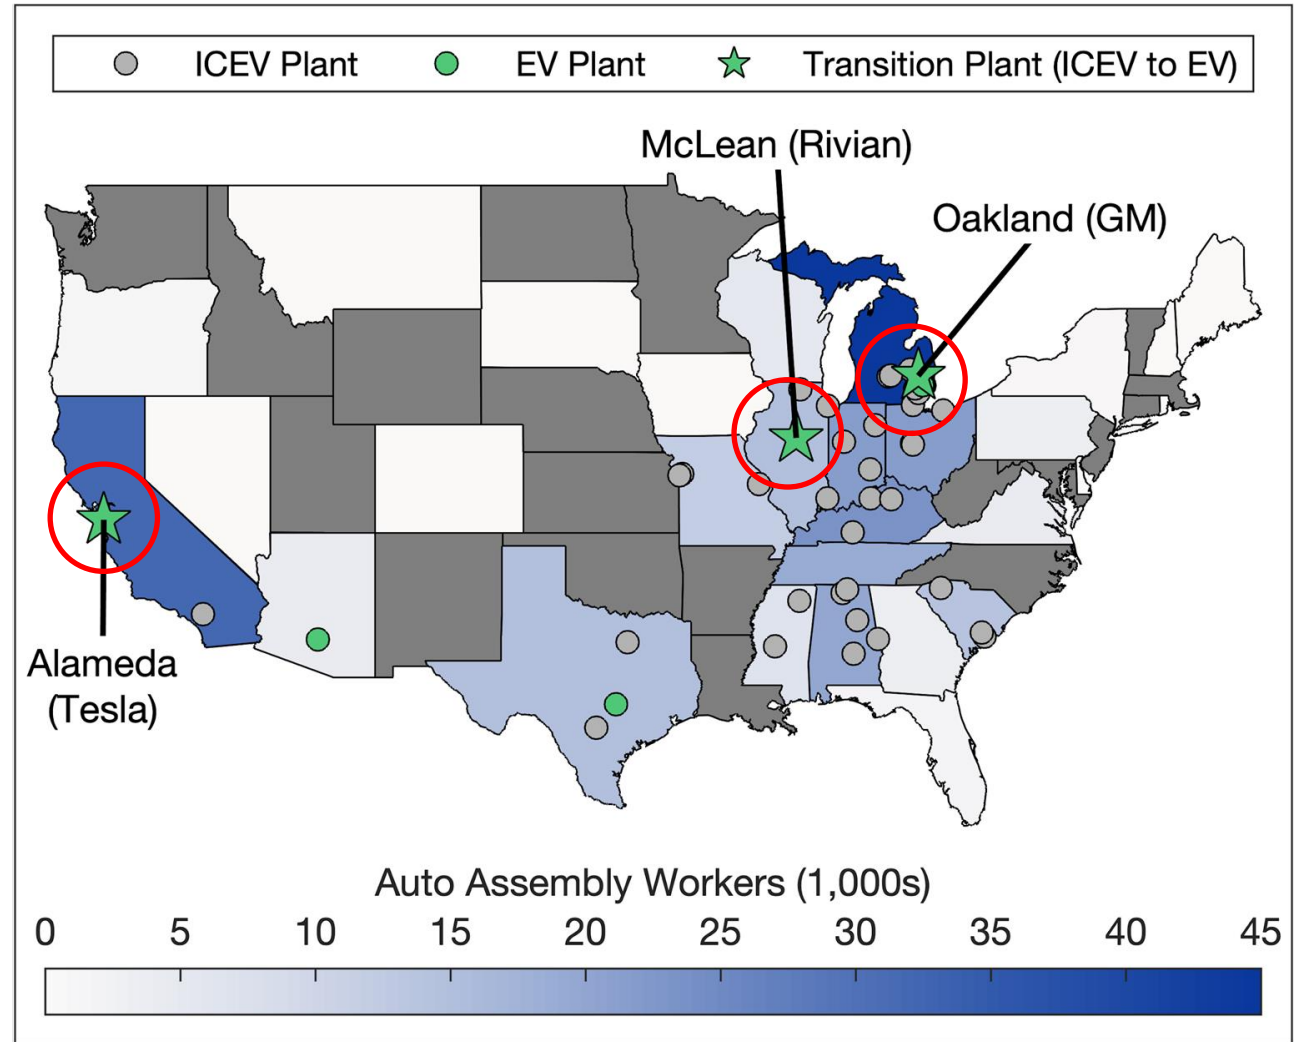 ICEV Plant EV Plant Transition Plant (ICEV to EV)
McLean (Rivian)
Oakland (GM)
Alameda
(Tesla)
Auto Assembly Workers (1,000s)
0 5 10 15 20 25 30 35 40 45